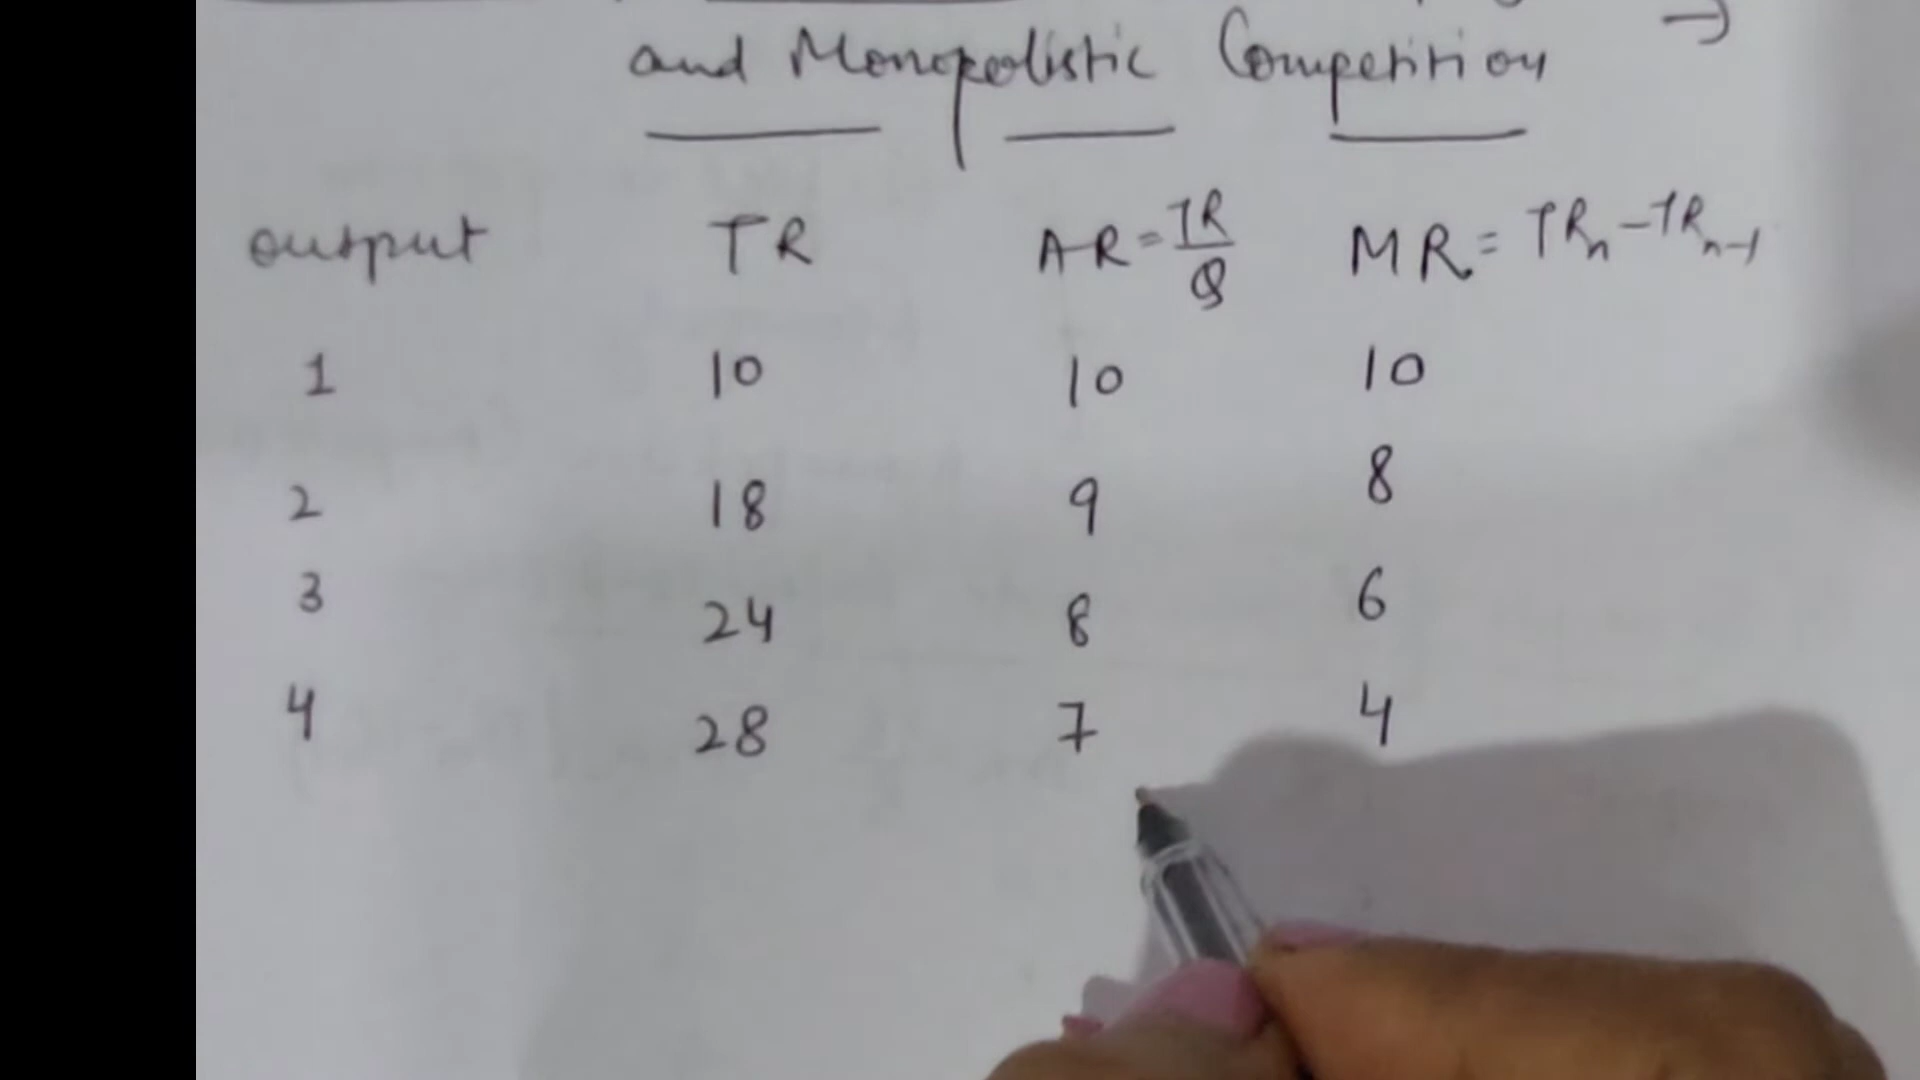 and Monopolistic Competition →
output TR AR = TR/Q MR = TRn - TRn-1
1 10 10 10
2 18 9 8
3 24 8 6
4 28 7 4